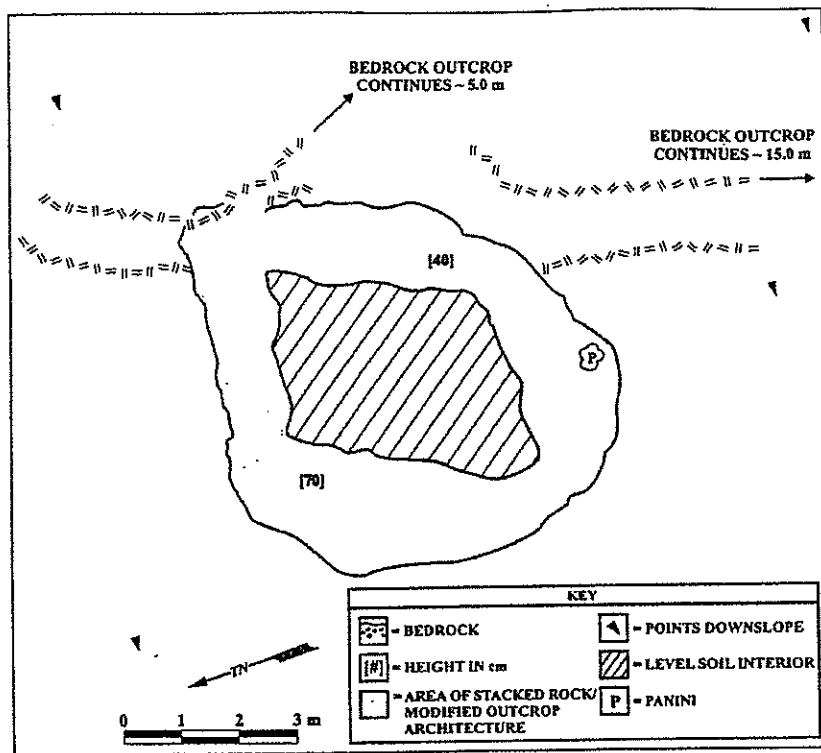 BEDROCK OUTCROP
CONTINUES ~ 5.0 m
BEDROCK OUTCROP
CONTINUES ~ 15.0 m
[40]
P
[70]
TN
0 1 2 3 m
KEY
= BEDROCK
= POINTS DOWNSLOPE
[#] = HEIGHT IN cm
= LEVEL SOIL INTERIOR
= AREA OF STACKED ROCK/
MODIFIED OUTCROP
ARCHITECTURE
P = PANINI